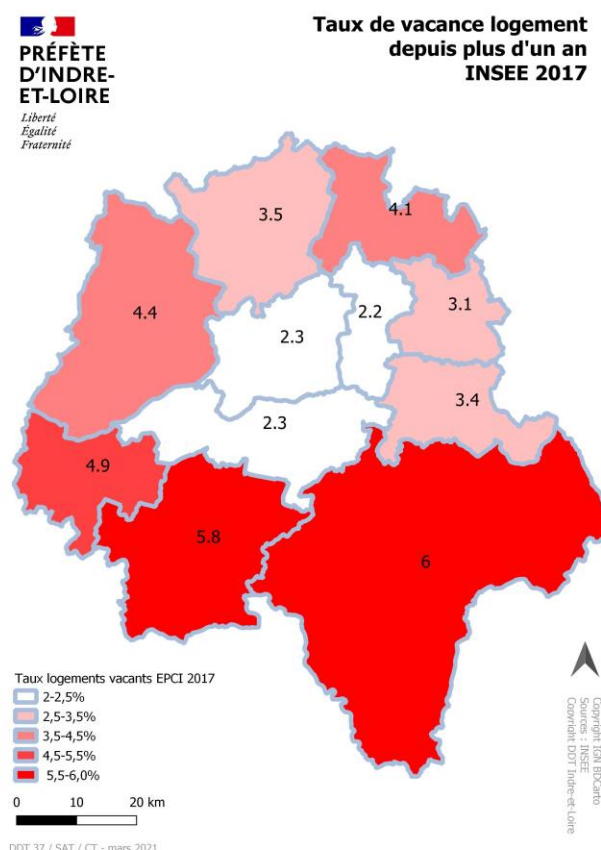 PRÉFÈTE
D'INDRE-
ET-LOIRE
Liberté
Égalité
Fraternité
Taux de vacance logement
depuis plus d'un an
INSEE 2017
3.5
4.1
4.4
2.3
2.2
3.1
2.3
3.4
4.9
5.8
6
Taux logements vacants EPCI 2017
2-2,5%
2,5-3,5%
3,5-4,5%
4,5-5,5%
5,5-6,0%
0 10 20 km
DDT 37 / SAT / CT - mars 2021
Copyright IGN BDCarto
Sources : INSEE
Copyright DDT Indre-et-Loire